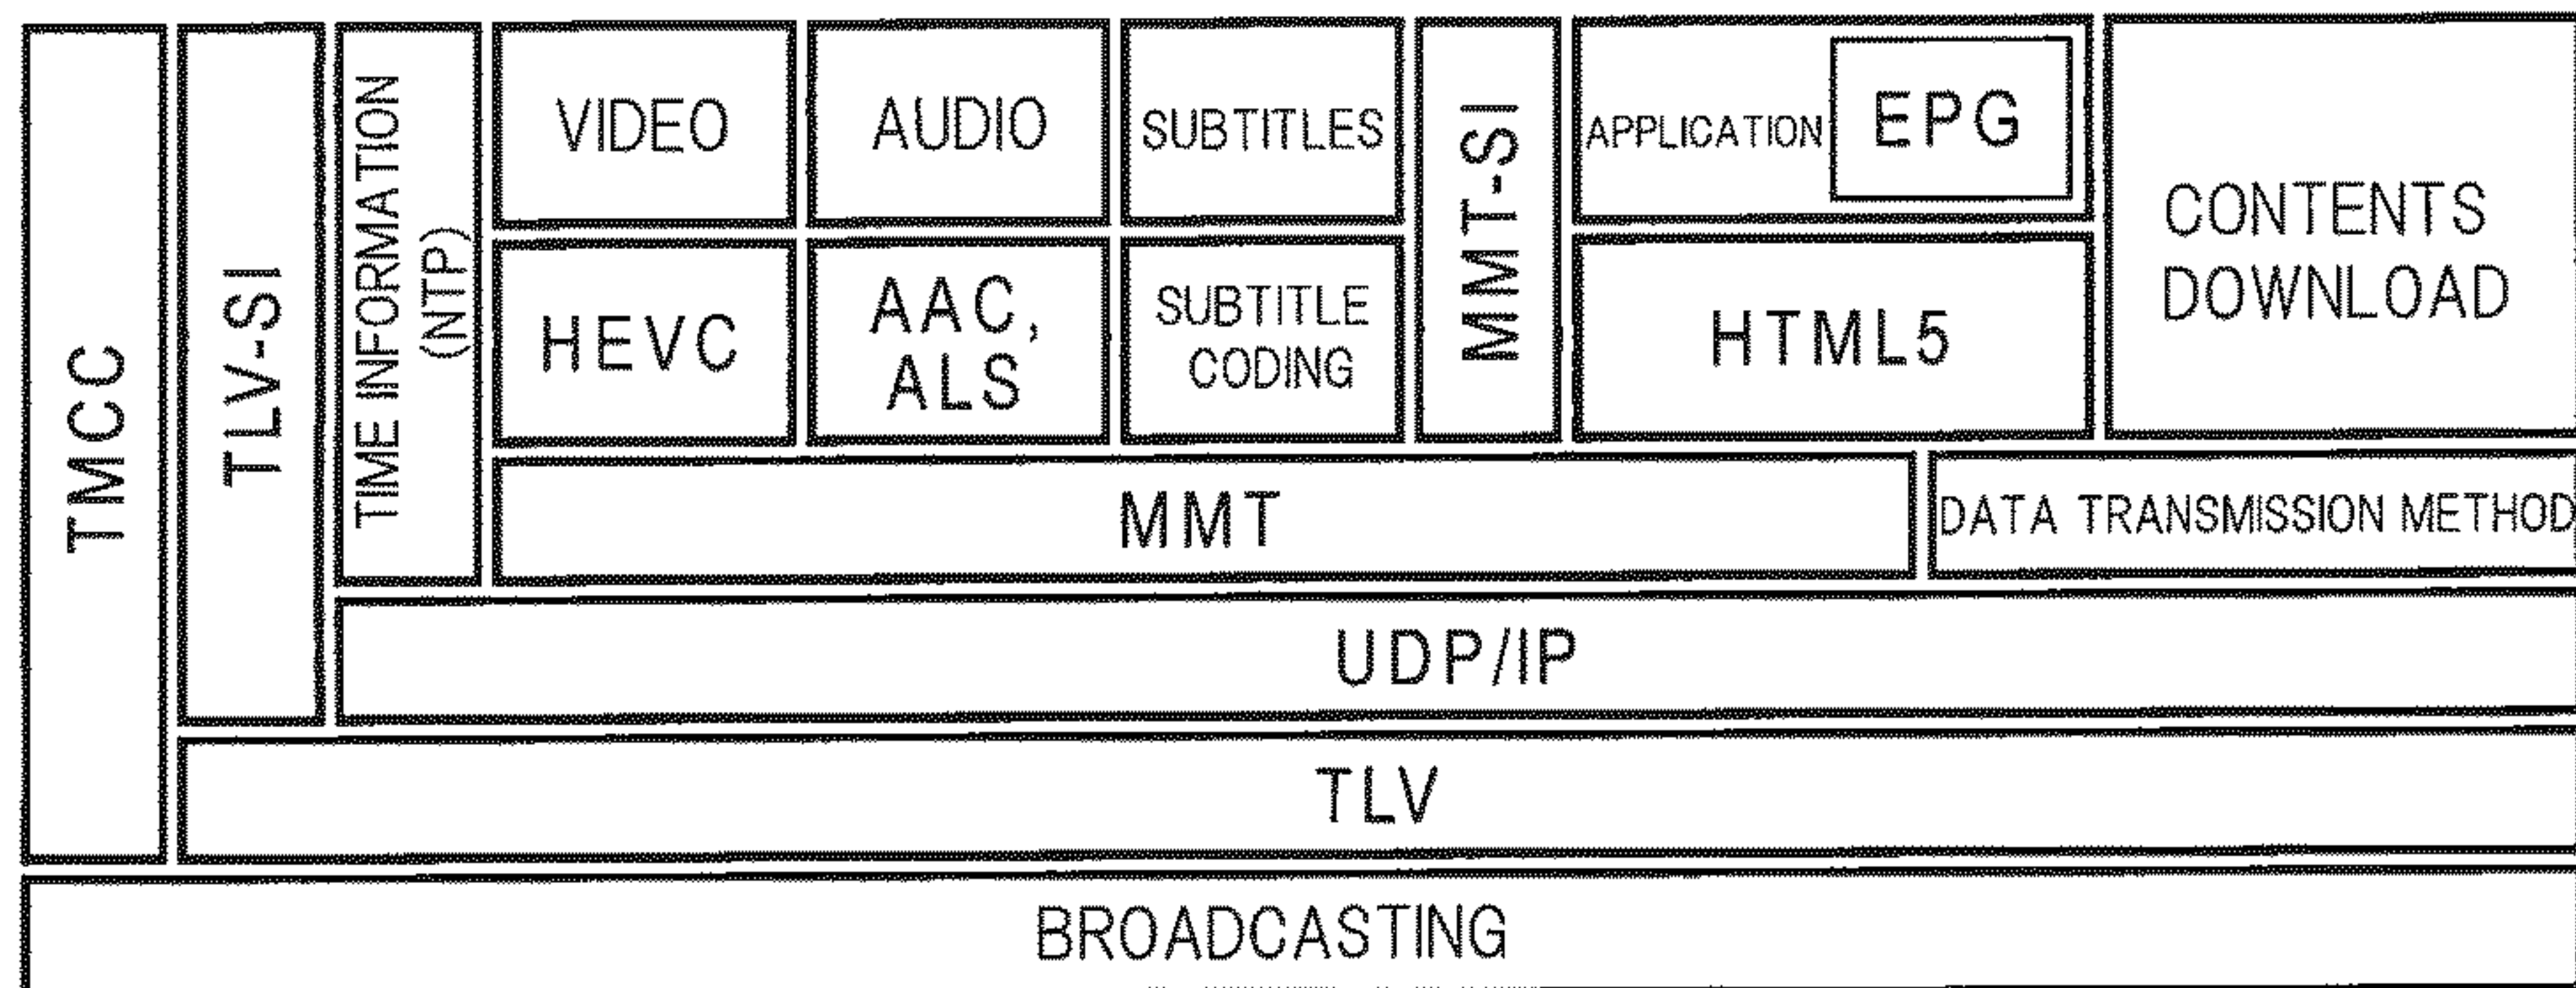 TMCC
TLV-SI
TIME INFORMATION
(NTP)
VIDEO
AUDIO
SUBTITLES
MMT-SI
APPLICATION
EPG
CONTENTS
DOWNLOAD
HEVC
AAC,
ALS
SUBTITLE
CODING
HTML5
MMT
DATA TRANSMISSION METHOD
UDP/IP
TLV
BROADCASTING